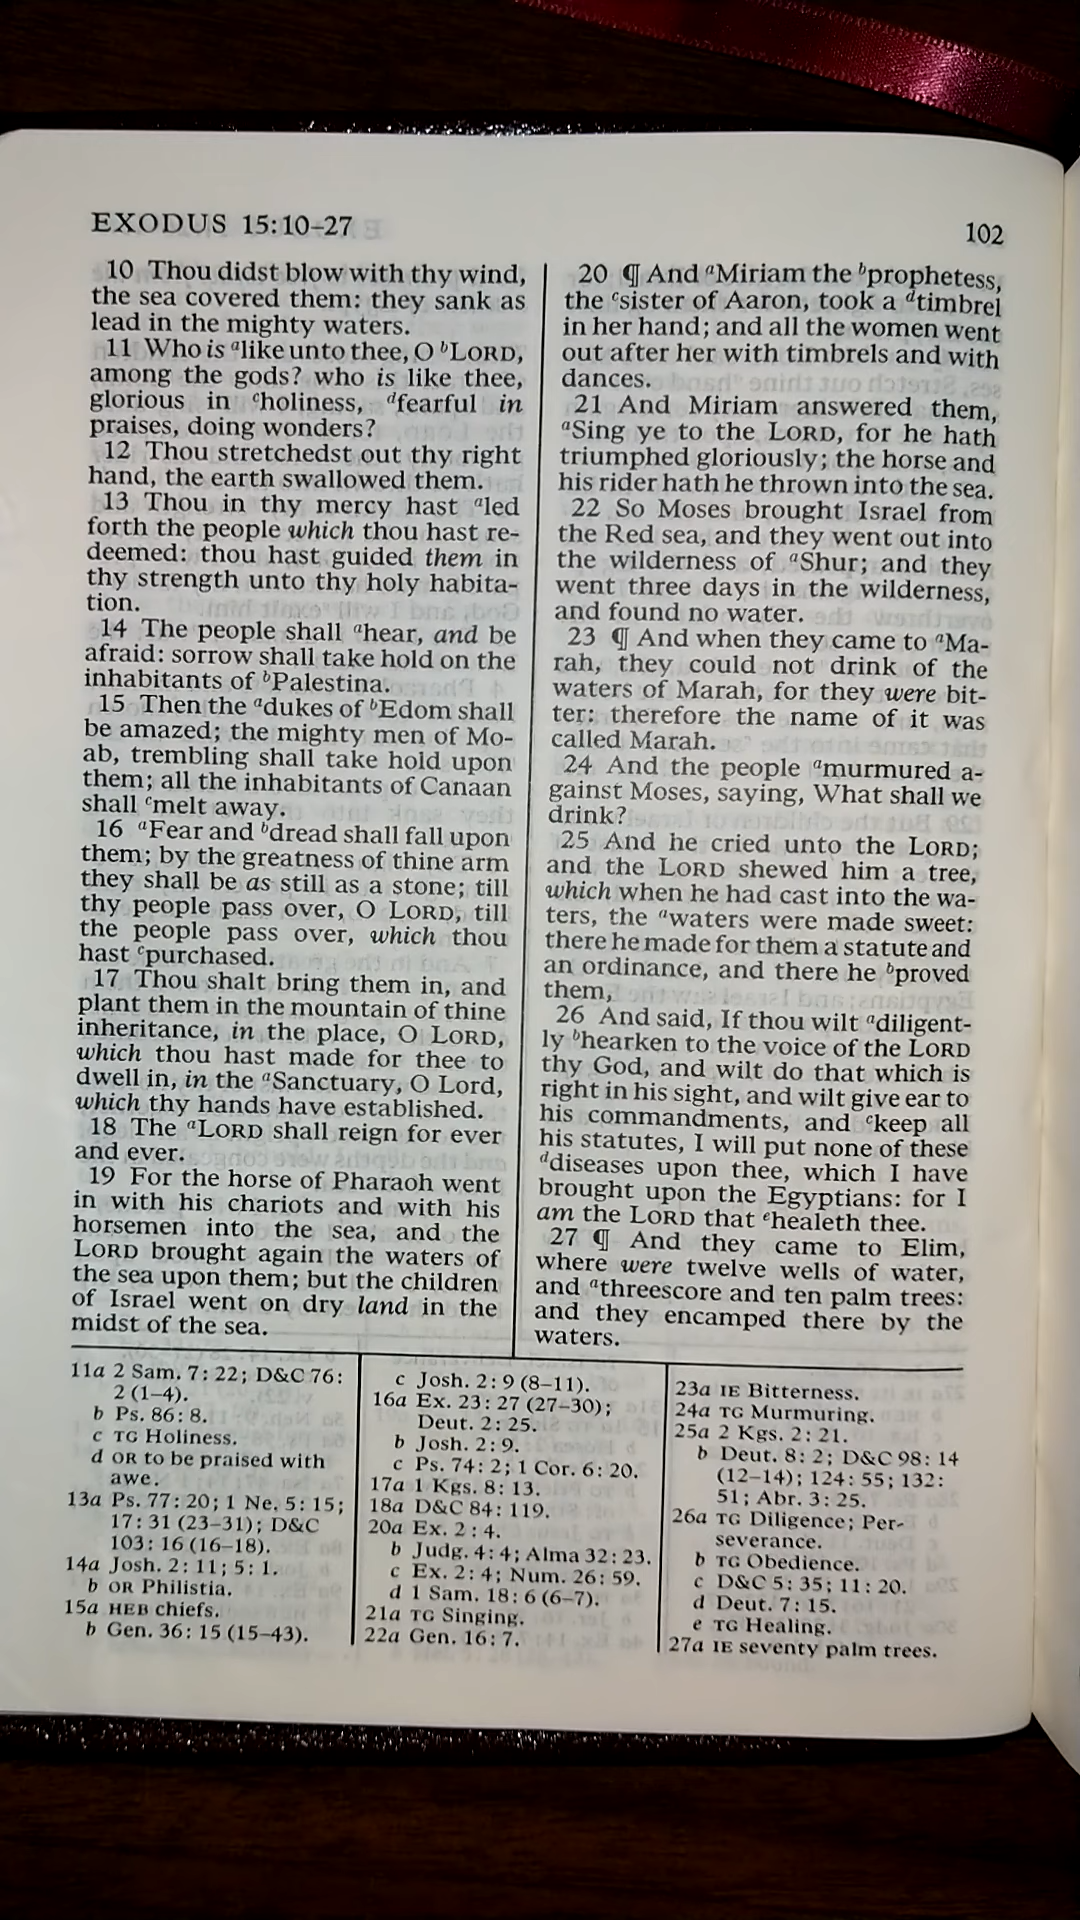 EXODUS 15:10–27
102
10 Thou didst blow with thy wind,
the sea covered them: they sank as
lead in the mighty waters.
11 Who is ᵃlike unto thee, O ᵇLORD,
among the gods? who is like thee,
glorious in ᶜholiness, ᵈfearful in
praises, doing wonders?
12 Thou stretchedst out thy right
hand, the earth swallowed them.
13 Thou in thy mercy hast ᵃled
forth the people which thou hast re-
deemed: thou hast guided them in
thy strength unto thy holy habita-
tion.
14 The people shall ᵃhear, and be
afraid: sorrow shall take hold on the
inhabitants of ᵇPalestina.
15 Then the ᵃdukes of ᵇEdom shall
be amazed; the mighty men of Mo-
ab, trembling shall take hold upon
them; all the inhabitants of Canaan
shall ᶜmelt away.
16 ᵃFear and ᵇdread shall fall upon
them; by the greatness of thine arm
they shall be as still as a stone; till
thy people pass over, O LORD, till
the people pass over, which thou
hast ᶜpurchased.
17 Thou shalt bring them in, and
plant them in the mountain of thine
inheritance, in the place, O LORD,
which thou hast made for thee to
dwell in, in the ᵃSanctuary, O Lord,
which thy hands have established.
18 The ᵃLORD shall reign for ever
and ever.
19 For the horse of Pharaoh went
in with his chariots and with his
horsemen into the sea, and the
LORD brought again the waters of
the sea upon them; but the children
of Israel went on dry land in the
midst of the sea.
20 ¶ And ᵃMiriam the ᵇprophetess,
the ᶜsister of Aaron, took a ᵈtimbrel
in her hand; and all the women went
out after her with timbrels and with
dances.
21 And Miriam answered them,
ᵃSing ye to the LORD, for he hath
triumphed gloriously; the horse and
his rider hath he thrown into the sea.
22 So Moses brought Israel from
the Red sea, and they went out into
the wilderness of ᵃShur; and they
went three days in the wilderness,
and found no water.
23 ¶ And when they came to ᵃMa-
rah, they could not drink of the
waters of Marah, for they were bit-
ter: therefore the name of it was
called Marah.
24 And the people ᵃmurmured a-
gainst Moses, saying, What shall we
drink?
25 And he cried unto the LORD;
and the LORD shewed him a tree,
which when he had cast into the wa-
ters, the ᵃwaters were made sweet:
there he made for them a statute and
an ordinance, and there he ᵇproved
them,
26 And said, If thou wilt ᵃdiligent-
ly ᵇhearken to the voice of the LORD
thy God, and wilt do that which is
right in his sight, and wilt give ear to
his commandments, and ᶜkeep all
his statutes, I will put none of these
ᵈdiseases upon thee, which I have
brought upon the Egyptians: for I
am the LORD that ᵉhealeth thee.
27 ¶ And they came to Elim,
where were twelve wells of water,
and ᵃthreescore and ten palm trees:
and they encamped there by the
waters.
11a 2 Sam. 7: 22; D&C 76:
2 (1–4).
b Ps. 86: 8.
c TG Holiness.
d OR to be praised with
awe.
13a Ps. 77: 20; 1 Ne. 5: 15;
17: 31 (23–31); D&C
103: 16 (16–18).
14a Josh. 2: 11; 5: 1.
b OR Philistia.
15a HEB chiefs.
b Gen. 36: 15 (15–43).
c Josh. 2: 9 (8–11).
16a Ex. 23: 27 (27–30);
Deut. 2: 25.
b Josh. 2: 9.
c Ps. 74: 2; 1 Cor. 6: 20.
17a 1 Kgs. 8: 13.
18a D&C 84: 119.
20a Ex. 2: 4.
b Judg. 4: 4; Alma 32: 23.
c Ex. 2: 4; Num. 26: 59.
d 1 Sam. 18: 6 (6–7).
21a TG Singing.
22a Gen. 16: 7.
23a IE Bitterness.
24a TG Murmuring.
25a 2 Kgs. 2: 21.
b Deut. 8: 2; D&C 98: 14
(12–14); 124: 55; 132:
51; Abr. 3: 25.
26a TG Diligence; Per-
severance.
b TG Obedience.
c D&C 5: 35; 11: 20.
d Deut. 7: 15.
e TG Healing.
27a IE seventy palm trees.